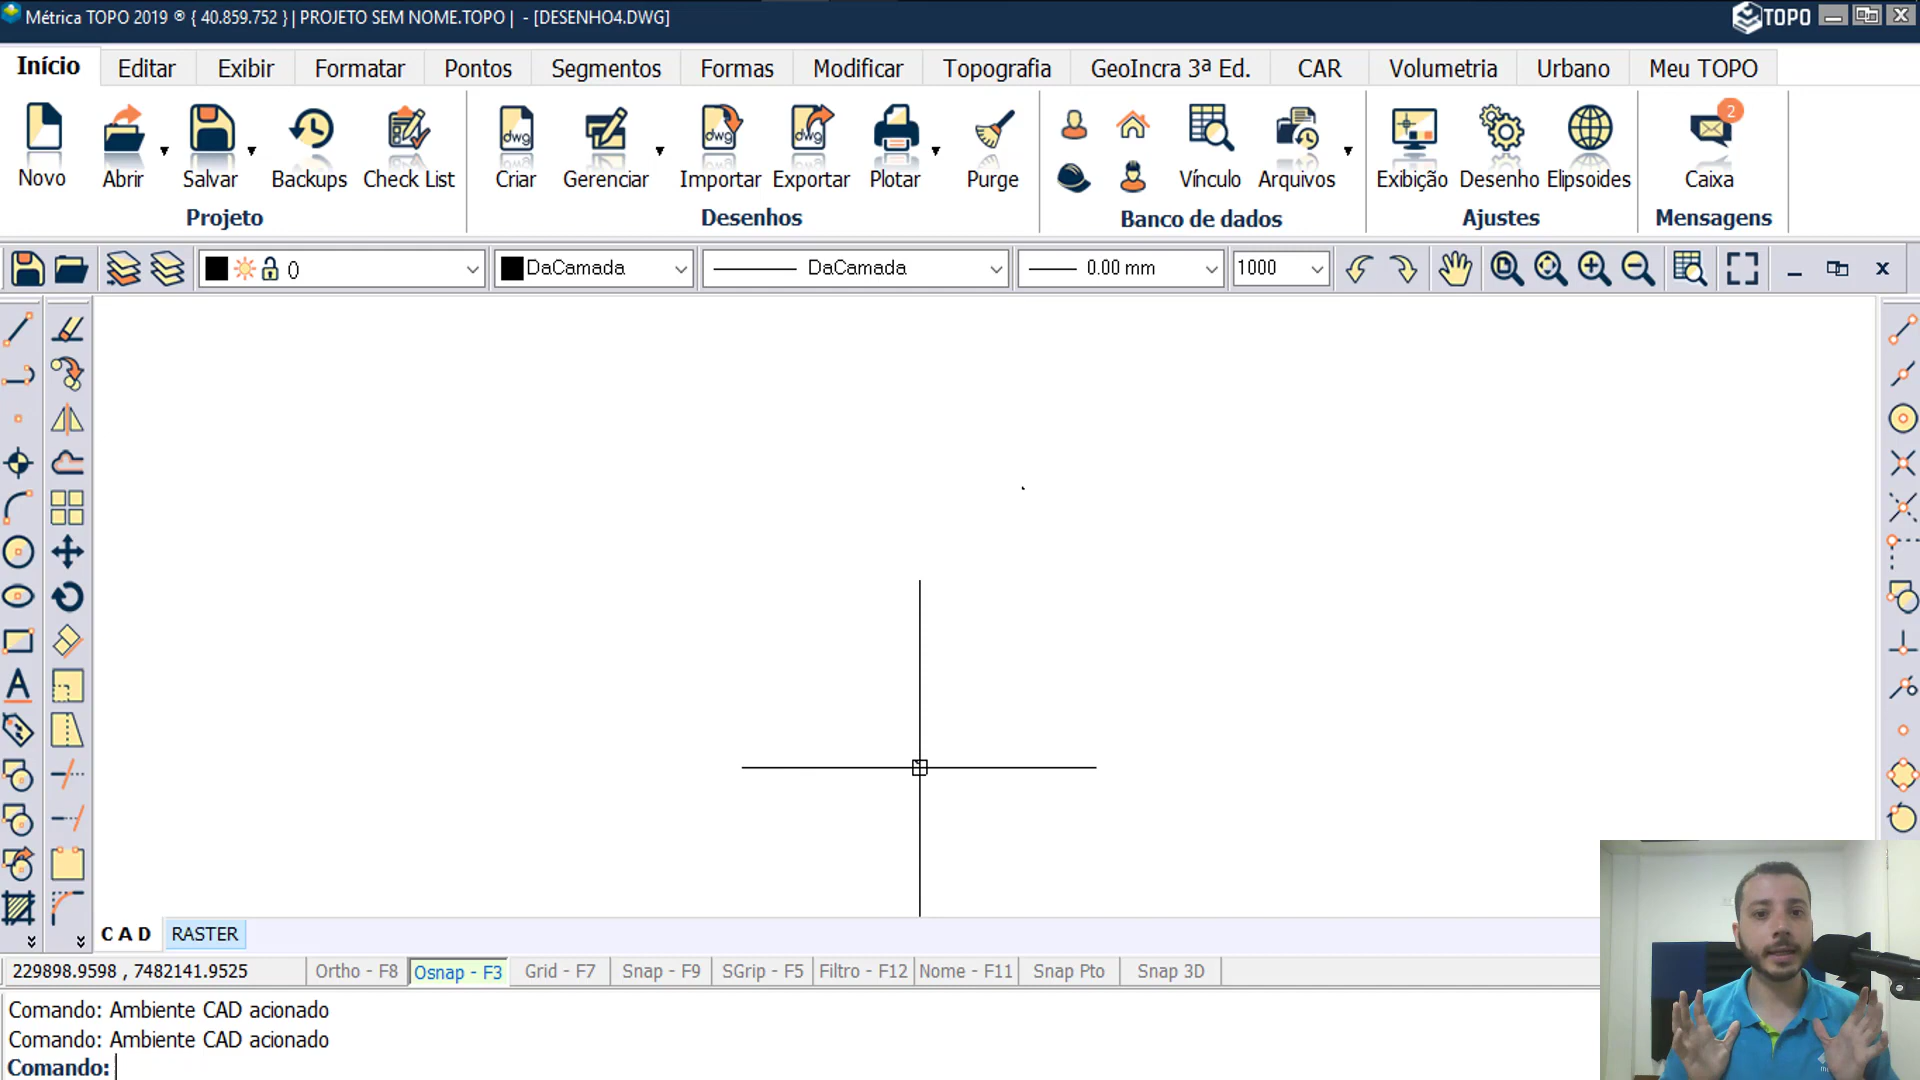 Métrica TOPO 2019 ® { 40.859.752 } | PROJETO SEM NOME.TOPO | - [DESENHO4.DWG]
TOPO
Início Editar Exibir Formatar Pontos Segmentos Formas Modificar Topografia GeoIncra 3ª Ed. CAR Volumetria Urbano Meu TOPO
dwg dwg dwg 2
Novo Abrir Salvar Backups Check List Criar Gerenciar Importar Exportar Plotar Purge Vínculo Arquivos Exibição Desenho Elipsoides Caixa
Projeto Desenhos Banco de dados Ajustes Mensagens
0 DaCamada DaCamada 0.00 mm 1000
A
CAD RASTER
229898.9598 , 7482141.9525 Ortho - F8 Osnap - F3 Grid - F7 Snap - F9 SGrip - F5 Filtro - F12 Nome - F11 Snap Pto Snap 3D
Comando: Ambiente CAD acionado
Comando: Ambiente CAD acionado
Comando: